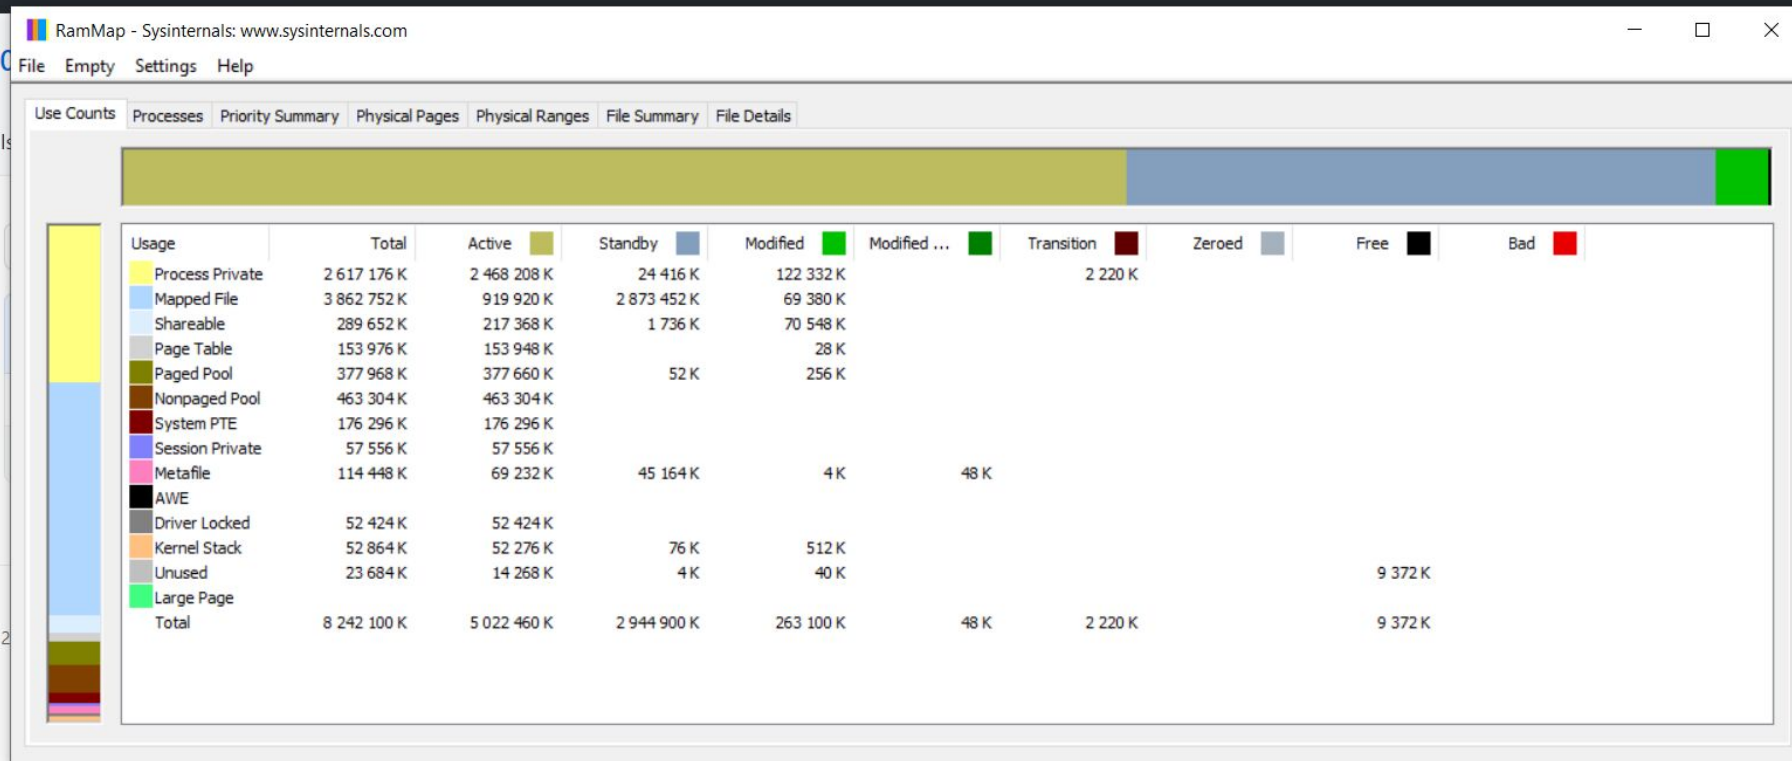 RamMap - Sysinternals: www.sysinternals.com
File Empty Settings Help
Use Counts Processes Priority Summary Physical Pages Physical Ranges File Summary File Details
Usage Total Active Standby Modified Modified ... Transition Zeroed Free Bad
Process Private 2 617 176 K 2 468 208 K 24 416 K 122 332 K 2 220 K
Mapped File 3 862 752 K 919 920 K 2 873 452 K 69 380 K
Shareable 289 652 K 217 368 K 1 736 K 70 548 K
Page Table 153 976 K 153 948 K 28 K
Paged Pool 377 968 K 377 660 K 52 K 256 K
Nonpaged Pool 463 304 K 463 304 K
System PTE 176 296 K 176 296 K
Session Private 57 556 K 57 556 K
Metafile 114 448 K 69 232 K 45 164 K 4 K 48 K
AWE
Driver Locked 52 424 K 52 424 K
Kernel Stack 52 864 K 52 276 K 76 K 512 K
Unused 23 684 K 14 268 K 4 K 40 K 9 372 K
Large Page
Total 8 242 100 K 5 022 460 K 2 944 900 K 263 100 K 48 K 2 220 K 9 372 K